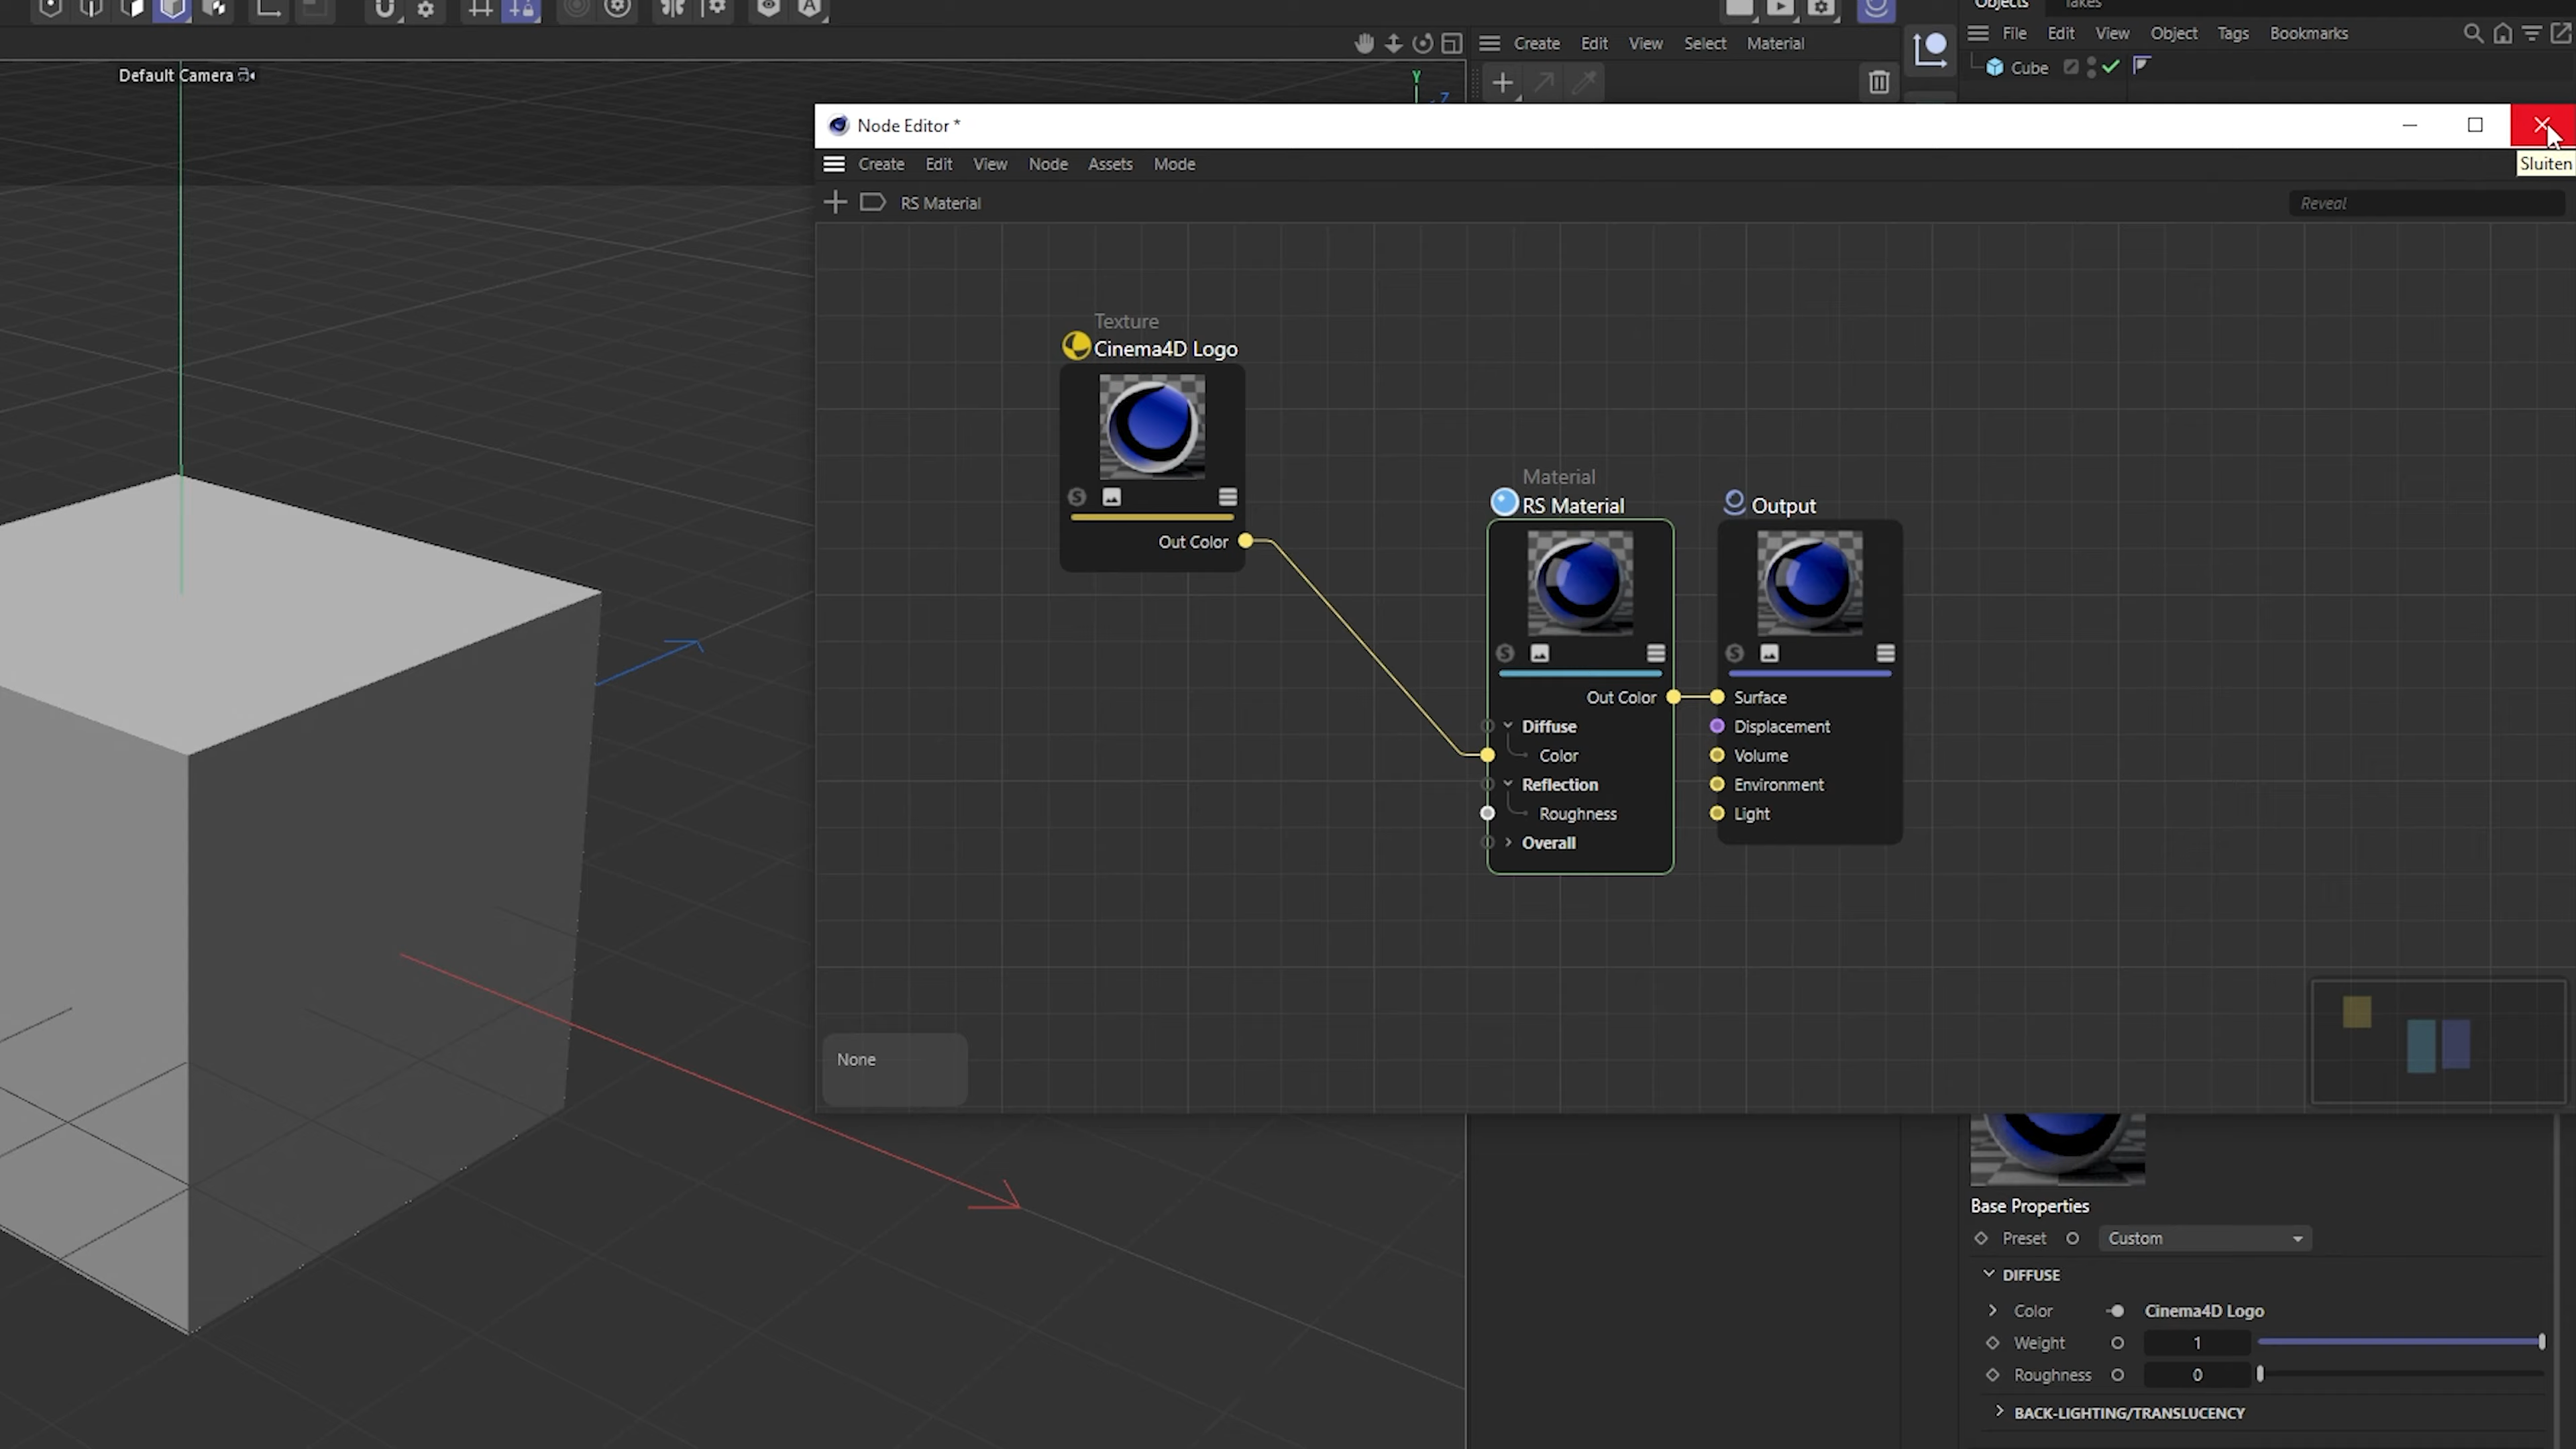 Objects Takes
File Edit View Object Tags Bookmarks
Cube
Create Edit View Select Material
Default Camera
Y
Z
Node Editor *
Sluiten
Create Edit View Node Assets Mode
RS Material
Reveal
Texture
Cinema4D Logo
S
Out Color
Material
RS Material
S
Out Color
Diffuse
Color
Reflection
Roughness
Overall
Output
S
Surface
Displacement
Volume
Environment
Light
None
Base Properties
Preset Custom
DIFFUSE
Color Cinema4D Logo
Weight 1
Roughness 0
BACK-LIGHTING/TRANSLUCENCY